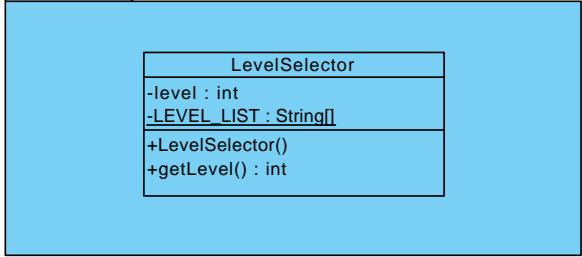 LevelSelector
-level : int
-LEVEL_LIST : String[]
+LevelSelector()
+getLevel() : int